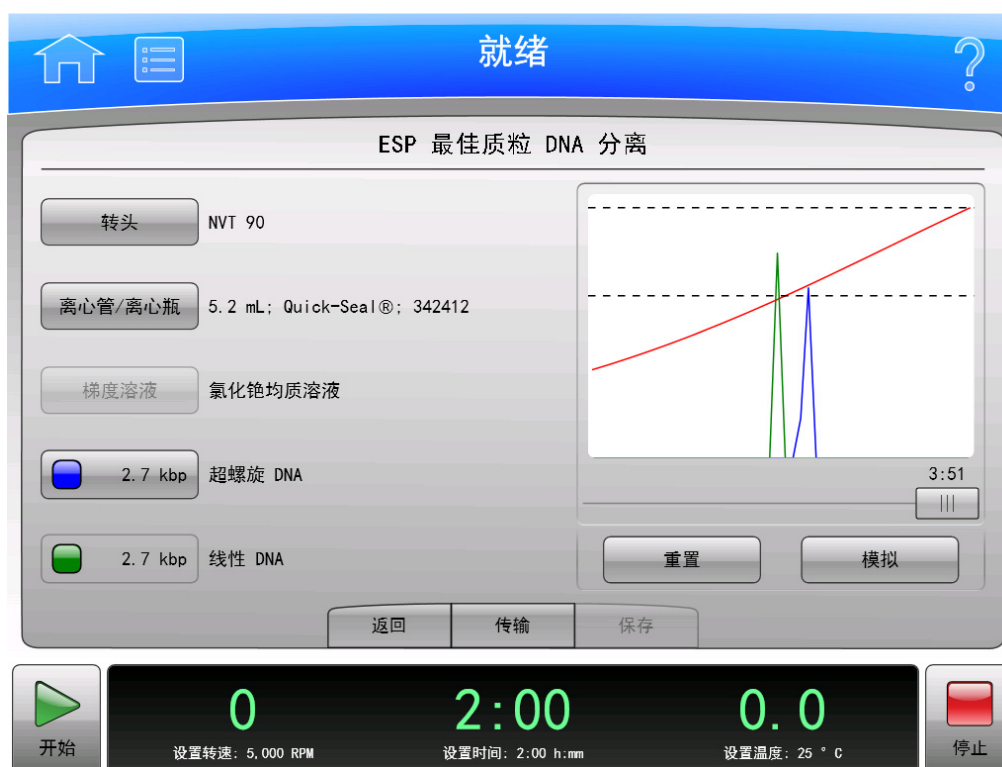 就绪
ESP 最佳质粒 DNA 分离
转头 NVT 90
离心管/离心瓶 5.2 mL; Quick-Seal®; 342412
梯度溶液 氯化铯均质溶液
2.7 kbp 超螺旋 DNA
2.7 kbp 线性 DNA
3:51
重置 模拟
返回 传输 保存
开始
0 2:00 0.0
设置转速: 5,000 RPM 设置时间: 2:00 h:mm 设置温度: 25 ° C
停止